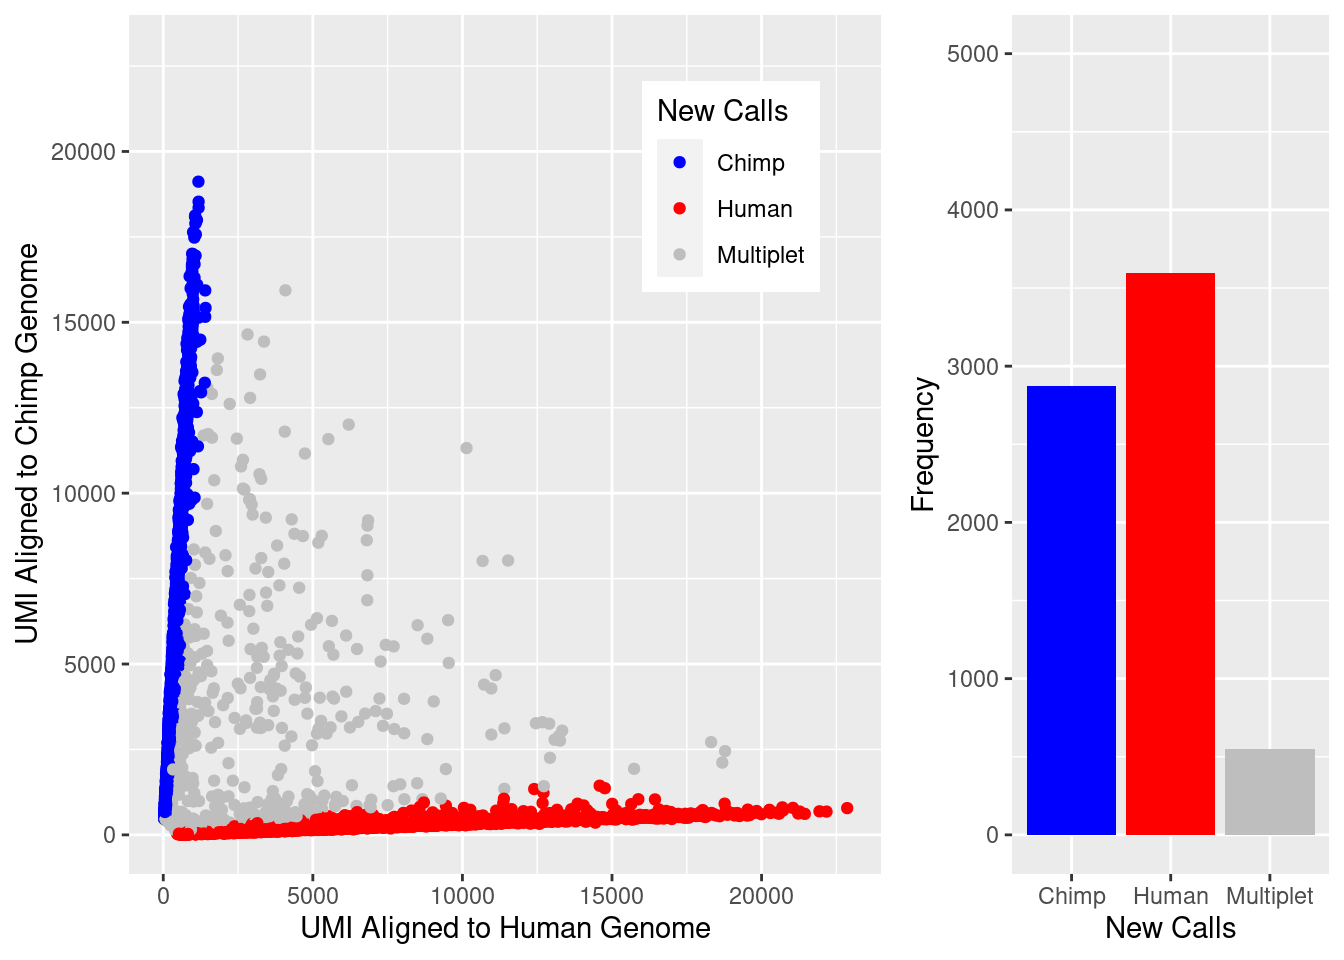 New Calls
Chimp
Human
Multiplet
UMI Aligned to Chimp Genome
20000
15000
10000
5000
0
0 5000 10000 15000 20000
UMI Aligned to Human Genome
Frequency
5000
4000
3000
2000
1000
0
Chimp Human Multiplet
New Calls